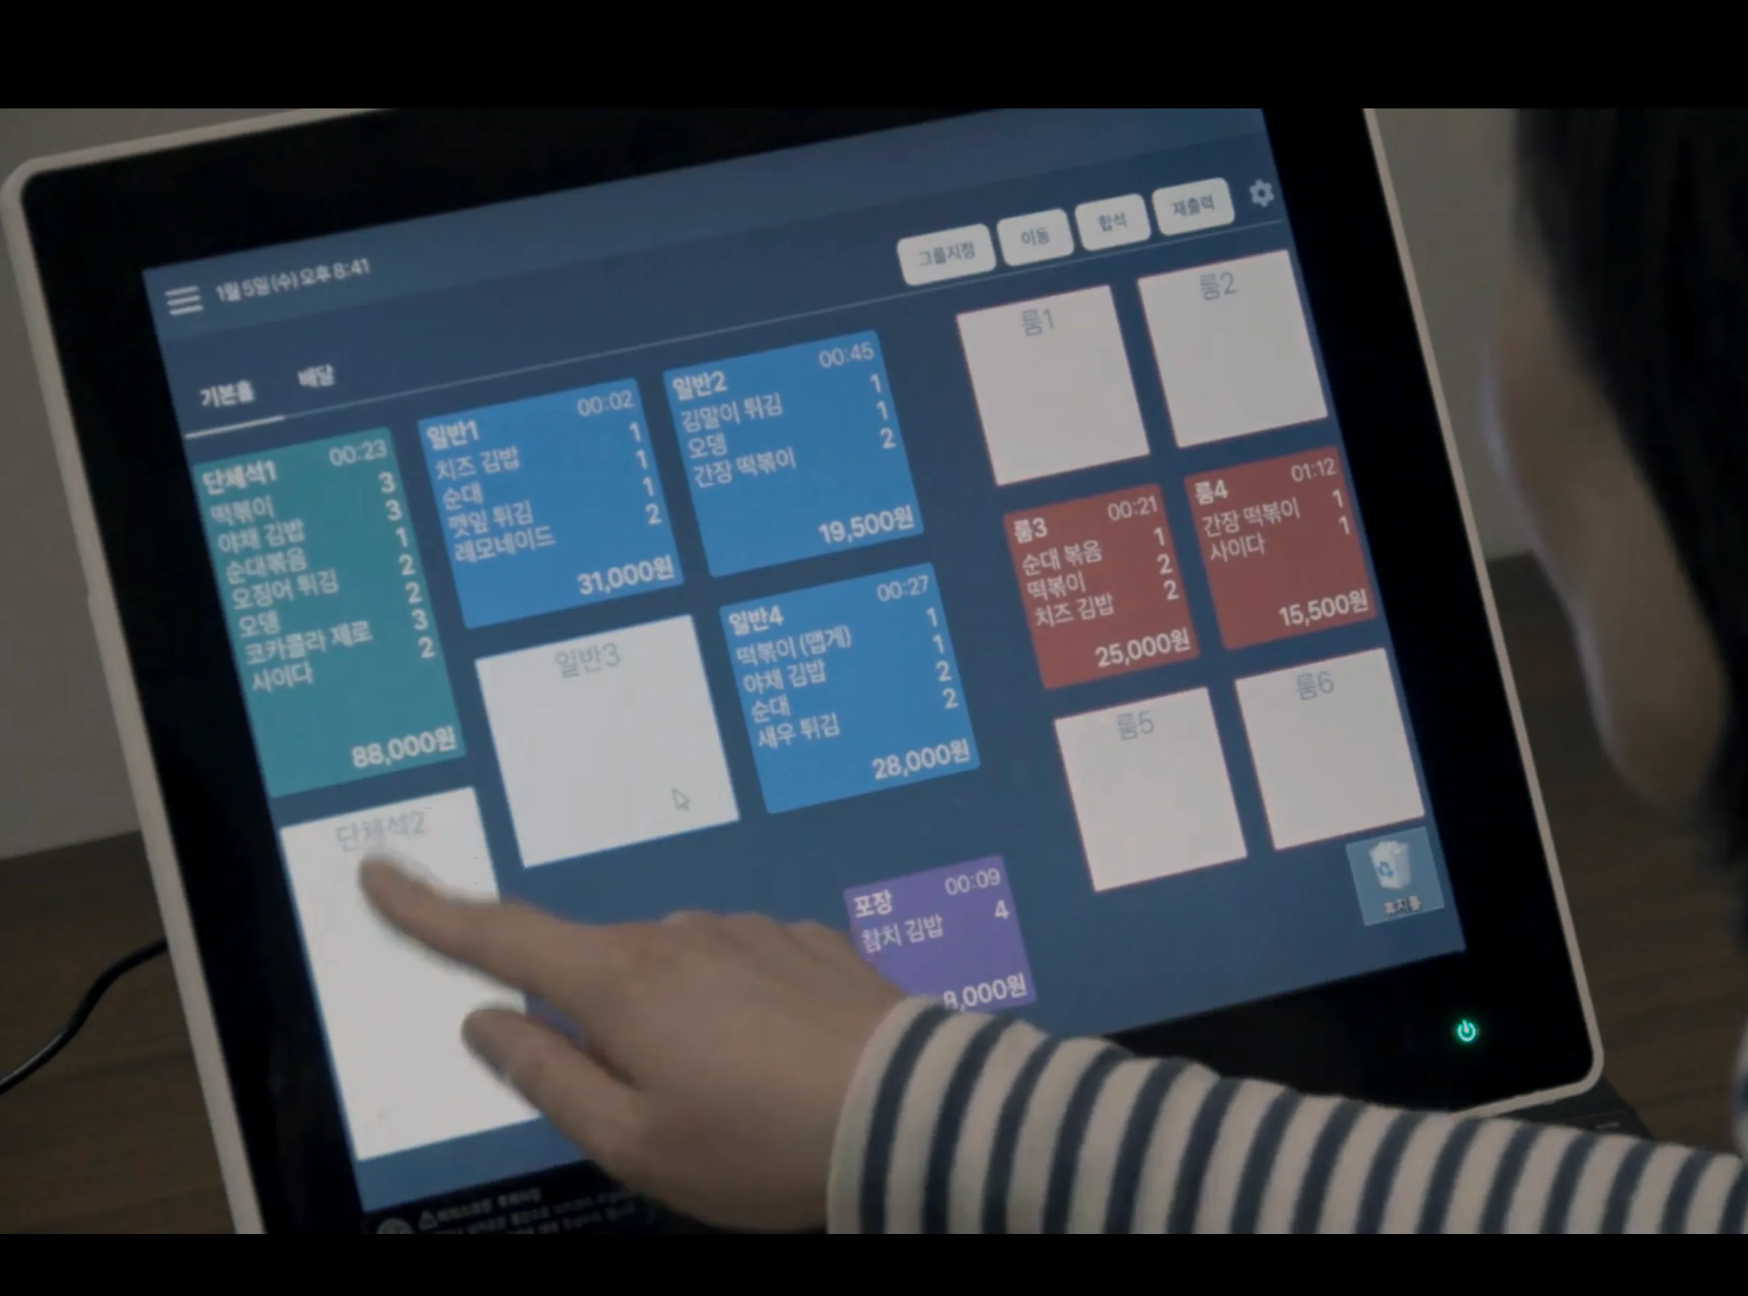 1월 5일 (수) 오후 8:41
그룹지정 이동 합석 재출력
기본홀 배달
단체석1 00:23
떡볶이 3
야채 김밥 3
순대볶음 1
오징어 튀김 2
오뎅 2
코카콜라 제로 3
사이다 2
88,000원
일반1 00:02
치즈 김밥 1
순대 1
깻잎 튀김 1
레모네이드 2
31,000원
일반2 00:45
김말이 튀김 1
오뎅 1
간장 떡볶이 2
19,500원
룸1
룸2
룸3 00:21
순대 볶음 1
떡볶이 2
치즈 김밥 2
25,000원
룸4 01:12
간장 떡볶이 1
사이다 1
15,500원
단체석2
일반3
일반4 00:27
떡볶이 (맵게) 1
야채 김밥 1
순대 2
새우 튀김 2
28,000원
룸5
룸6
포장 00:09
참치 김밥 4
8,000원
휴지통